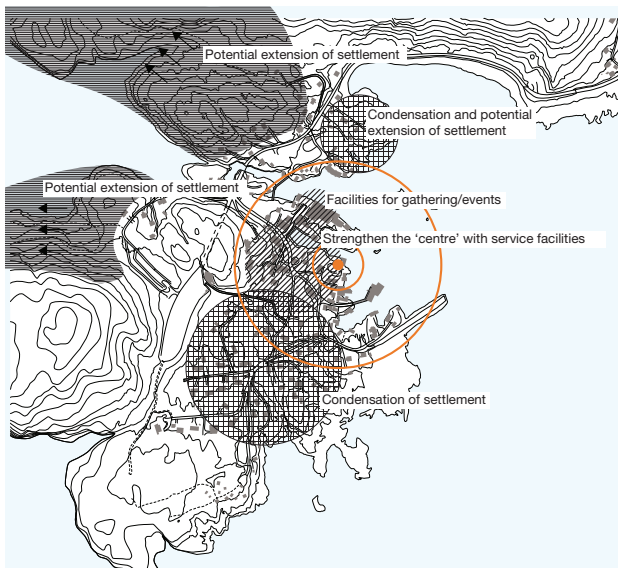 Potential extension of settlement
Condensation and potential
extension of settlement
Potential extension of settlement
Facilities for gathering/events
Strengthen the ‘centre’ with service facilities
Condensation of settlement